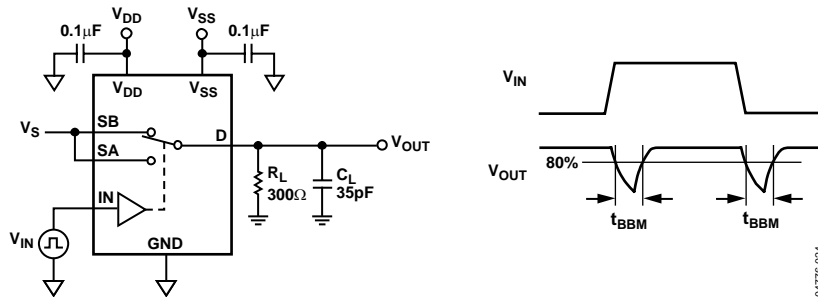 VDD
VSS
0.1µF
0.1µF
VDD
VSS
VS
SB
D
VOUT
SA
RL
300Ω
CL
35pF
IN
VIN
GND
VIN
VOUT
80%
tBBM
tBBM
04776-024